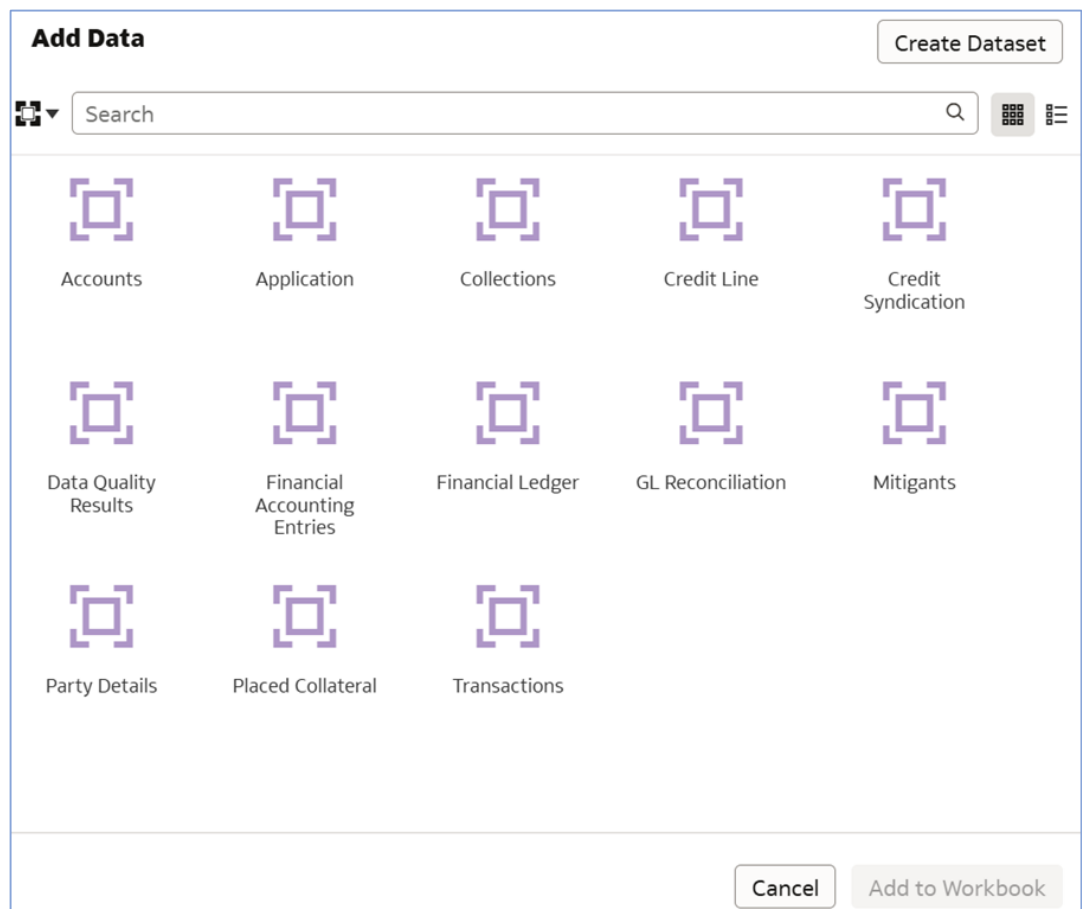 Add Data
Create Dataset
Search
Accounts
Application
Collections
Credit Line
Credit
Syndication
Data Quality
Results
Financial
Accounting
Entries
Financial Ledger
GL Reconciliation
Mitigants
Party Details
Placed Collateral
Transactions
Cancel
Add to Workbook